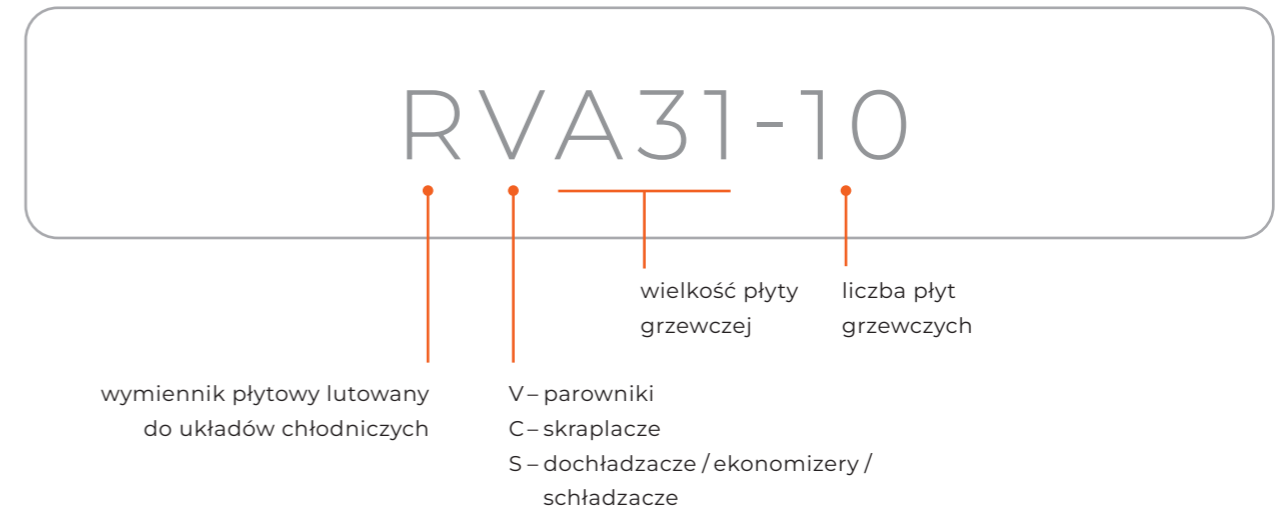 RVA31-10
wielkość płyty
grzewczej
liczba płyt
grzewczych
wymiennik płytowy lutowany
do układów chłodniczych
V – parowniki
C – skraplacze
S – dochładzacze / ekonomizery /
schładzacze